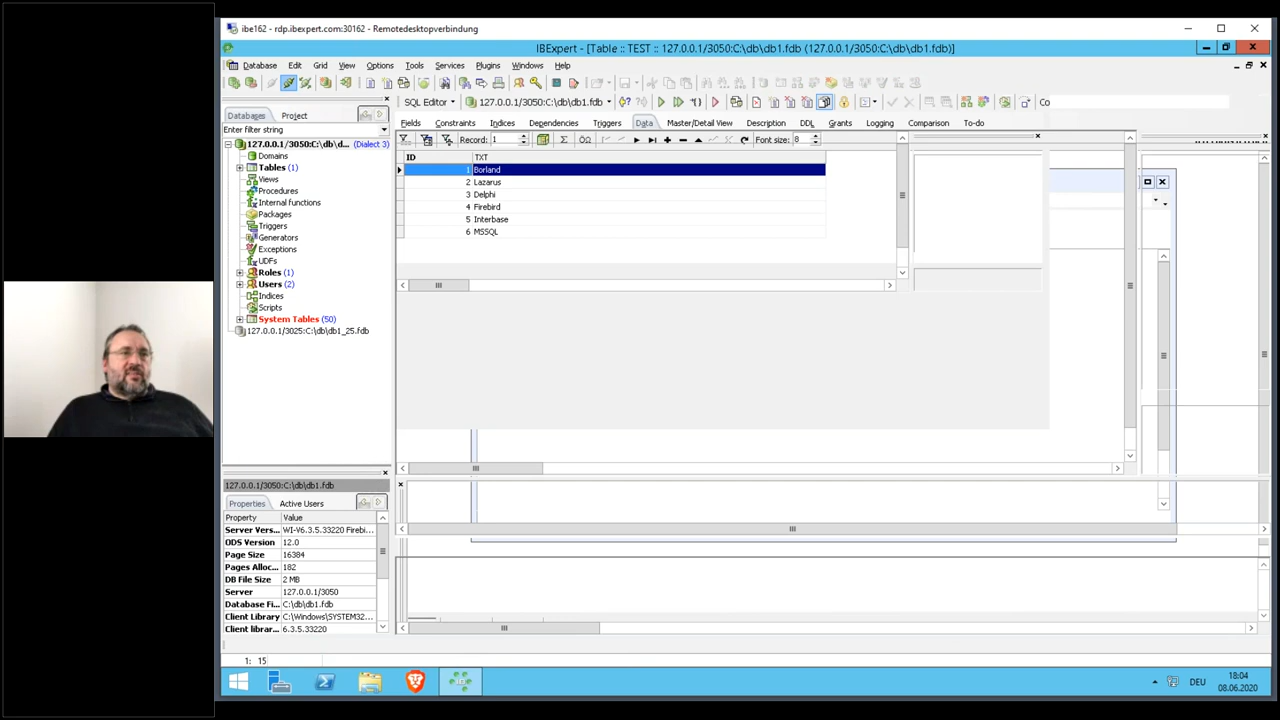 ibe162 - rdp.ibexpert.com:30162 - Remotedesktopverbindung
IBExpert - [Table :: TEST :: 127.0.0.1/3050:C:\db\db1.fdb (127.0.0.1/3050:C:\db\db1.fdb)]
Database Edit Grid View Options Tools Services Plugins Windows Help
SQL Editor 127.0.0.1/3050:C:\db\db1.fdb Co
Databases Project
Fields Constraints Indices Dependencies Triggers Data Master/Detail View Description DDL Grants Logging Comparison To-do
Enter filter string
Record: 1 Font size: 8
127.0.0.1/3050:C:\db\d... (Dialect 3)
Domains
Tables (1)
Views
Procedures
Internal functions
Packages
Triggers
Generators
Exceptions
UDFs
Roles (1)
Users (2)
Indices
Scripts
System Tables (50)
127.0.0.1/3025:C:\db\db1_25.fdb
ID TXT
1 Borland
2 Lazarus
3 Delphi
4 Firebird
5 Interbase
6 MSSQL
127.0.0.1/3050:C:\db\db1.fdb
Properties Active Users
Property Value
Server Vers... WI-V6.3.5.33220 Firebi...
ODS Version 12.0
Page Size 16384
Pages Alloc... 182
DB File Size 2 MB
Server 127.0.0.1/3050
Database Fi... C:\db\db1.fdb
Client Library C:\Windows\SYSTEM32...
Client librar... 6.3.5.33220
1: 15
DEU
18:04
08.06.2020